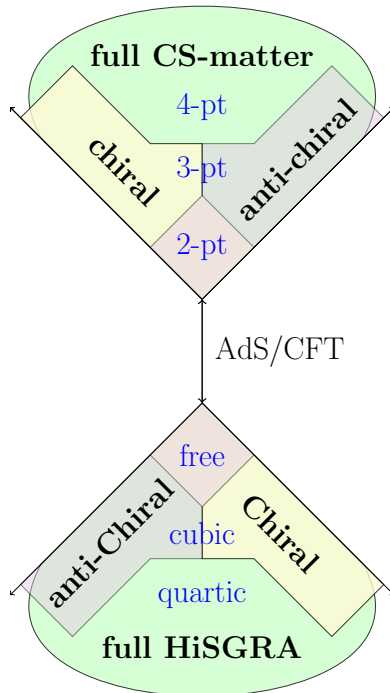 full CS-matter
4-pt
chiral
3-pt
anti-chiral
2-pt
AdS/CFT
free
anti-Chiral
cubic
Chiral
quartic
full HiSGRA